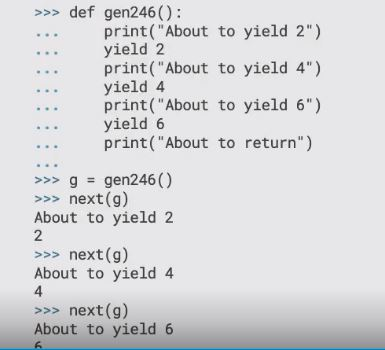 >>> def gen246():
...     print("About to yield 2")
...     yield 2
...     print("About to yield 4")
...     yield 4
...     print("About to yield 6")
...     yield 6
...     print("About to return")
...
>>> g = gen246()
>>> next(g)
About to yield 2
2
>>> next(g)
About to yield 4
4
>>> next(g)
About to yield 6
6